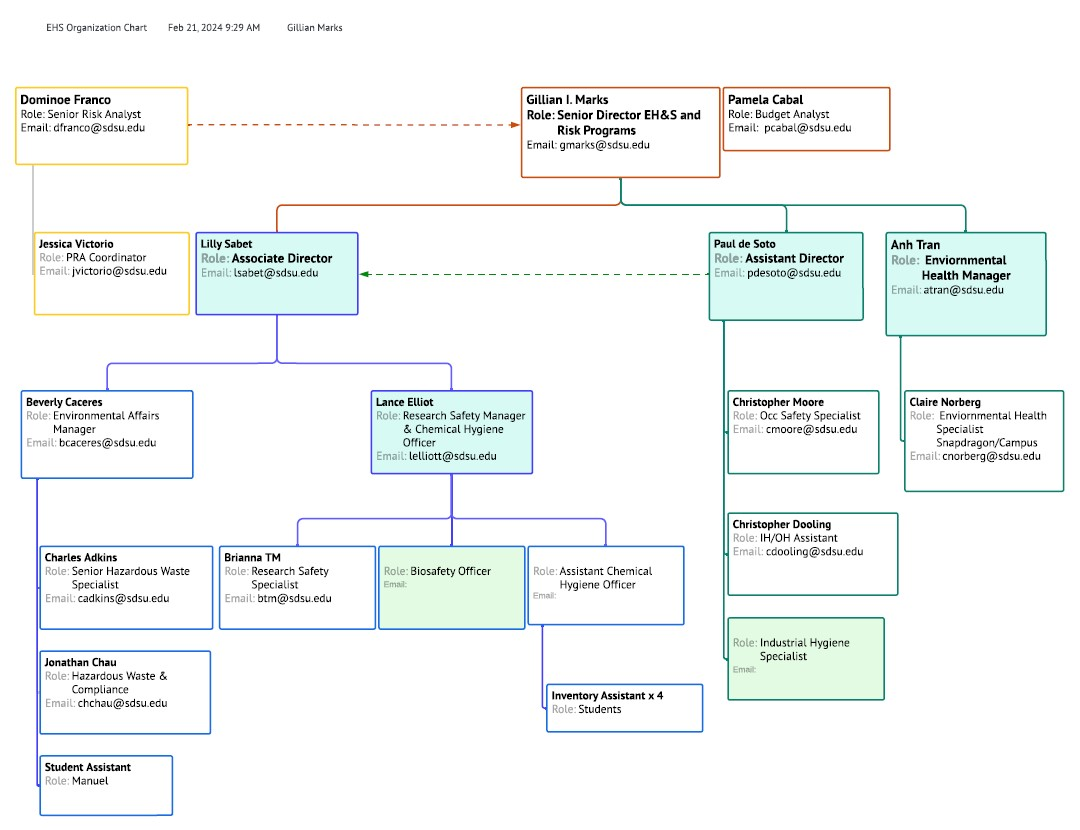 EHS Organization Chart Feb 21, 2024 9:29 AM Gillian Marks
Dominoe Franco
Role: Senior Risk Analyst
Email: dfranco@sdsu.edu
Gillian I. Marks
Role: Senior Director EH&S and
Risk Programs
Email: gmarks@sdsu.edu
Pamela Cabal
Role: Budget Analyst
Email: pcabal@sdsu.edu
Jessica Victorio
Role: PRA Coordinator
Email: jvictorio@sdsu.edu
Lilly Sabet
Role: Associate Director
Email: lsabet@sdsu.edu
Paul de Soto
Role: Assistant Director
Email: pdesoto@sdsu.edu
Anh Tran
Role: Enviornmental
Health Manager
Email: atran@sdsu.edu
Beverly Caceres
Role: Environmental Affairs
Manager
Email: bcaceres@sdsu.edu
Lance Elliot
Role: Research Safety Manager
& Chemical Hygiene
Officer
Email: lelliott@sdsu.edu
Christopher Moore
Role: Occ Safety Specialist
Email: cmoore@sdsu.edu
Claire Norberg
Role: Enviornmental Health
Specialist
Snapdragon/Campus
Email: cnorberg@sdsu.edu
Christopher Dooling
Role: IH/OH Assistant
Email: cdooling@sdsu.edu
Charles Adkins
Role: Senior Hazardous Waste
Specialist
Email: cadkins@sdsu.edu
Brianna TM
Role: Research Safety
Specialist
Email: btm@sdsu.edu
Role: Biosafety Officer
Email:
Role: Assistant Chemical
Hygiene Officer
Email:
Role: Industrial Hygiene
Specialist
Email:
Jonathan Chau
Role: Hazardous Waste &
Compliance
Email: chchau@sdsu.edu
Inventory Assistant x 4
Role: Students
Student Assistant
Role: Manuel